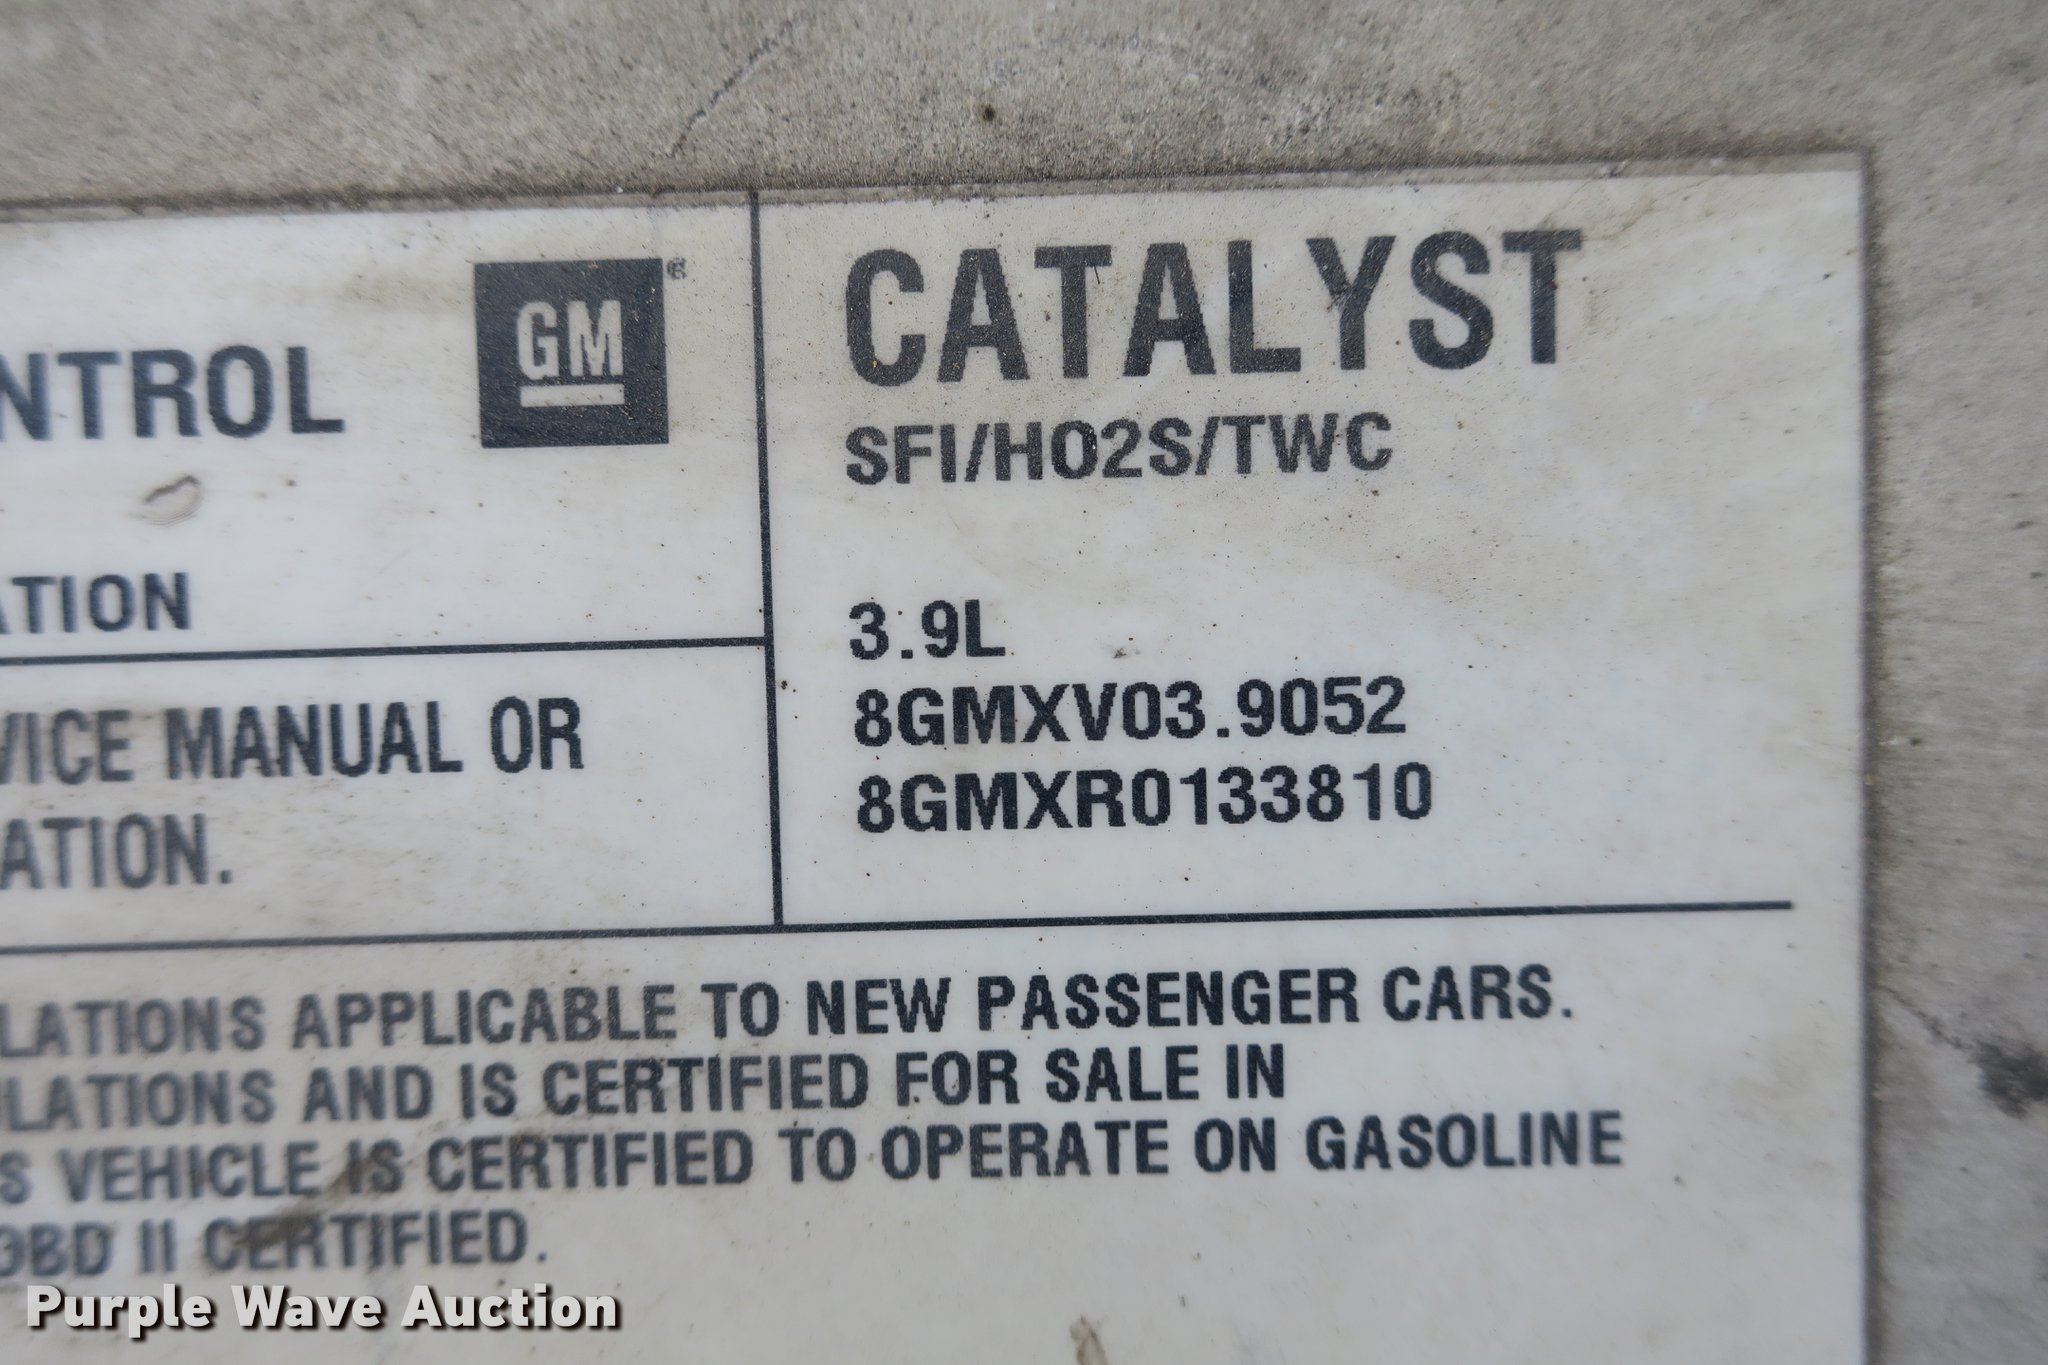 GM ®
CATALYST
NTROL
SFI/HO2S/TWC
ATION
3.9L
VICE MANUAL OR
8GMXV03.9052
8GMXR0133810
ATION.
LATIONS APPLICABLE TO NEW PASSENGER CARS.
LATIONS AND IS CERTIFIED FOR SALE IN
S VEHICLE IS CERTIFIED TO OPERATE ON GASOLINE
OBD II CERTIFIED.
Purple Wave Auction